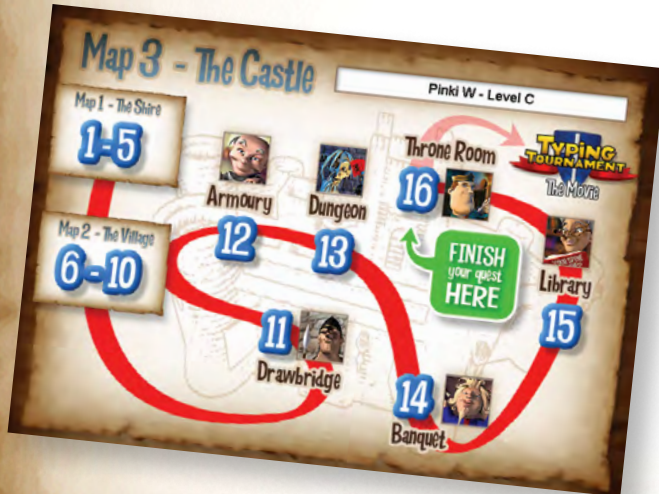 Map 3 - The Castle
Pinki W - Level C
Map 1 - The Shire
1-5
Map 2 - The Village
6-10
Armoury
12
Dungeon
13
Throne Room
16
TYPING
TOURNAMENT
The Movie
FINISH
your quest
HERE
Library
15
11
Drawbridge
14
Banquet